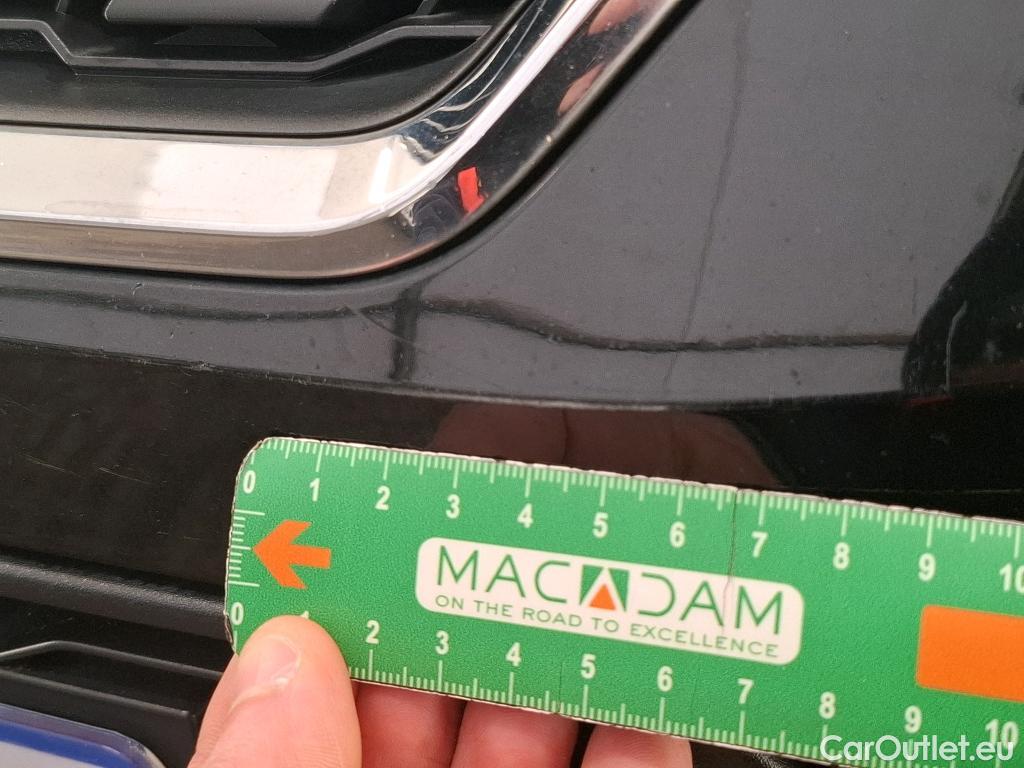 0 1 2 3 4 5 6 7 8 9 10
MACADAM
ON THE ROAD TO EXCELLENCE
0 1 2 3 4 5 6 7 8 9 10
CarOutlet.eu